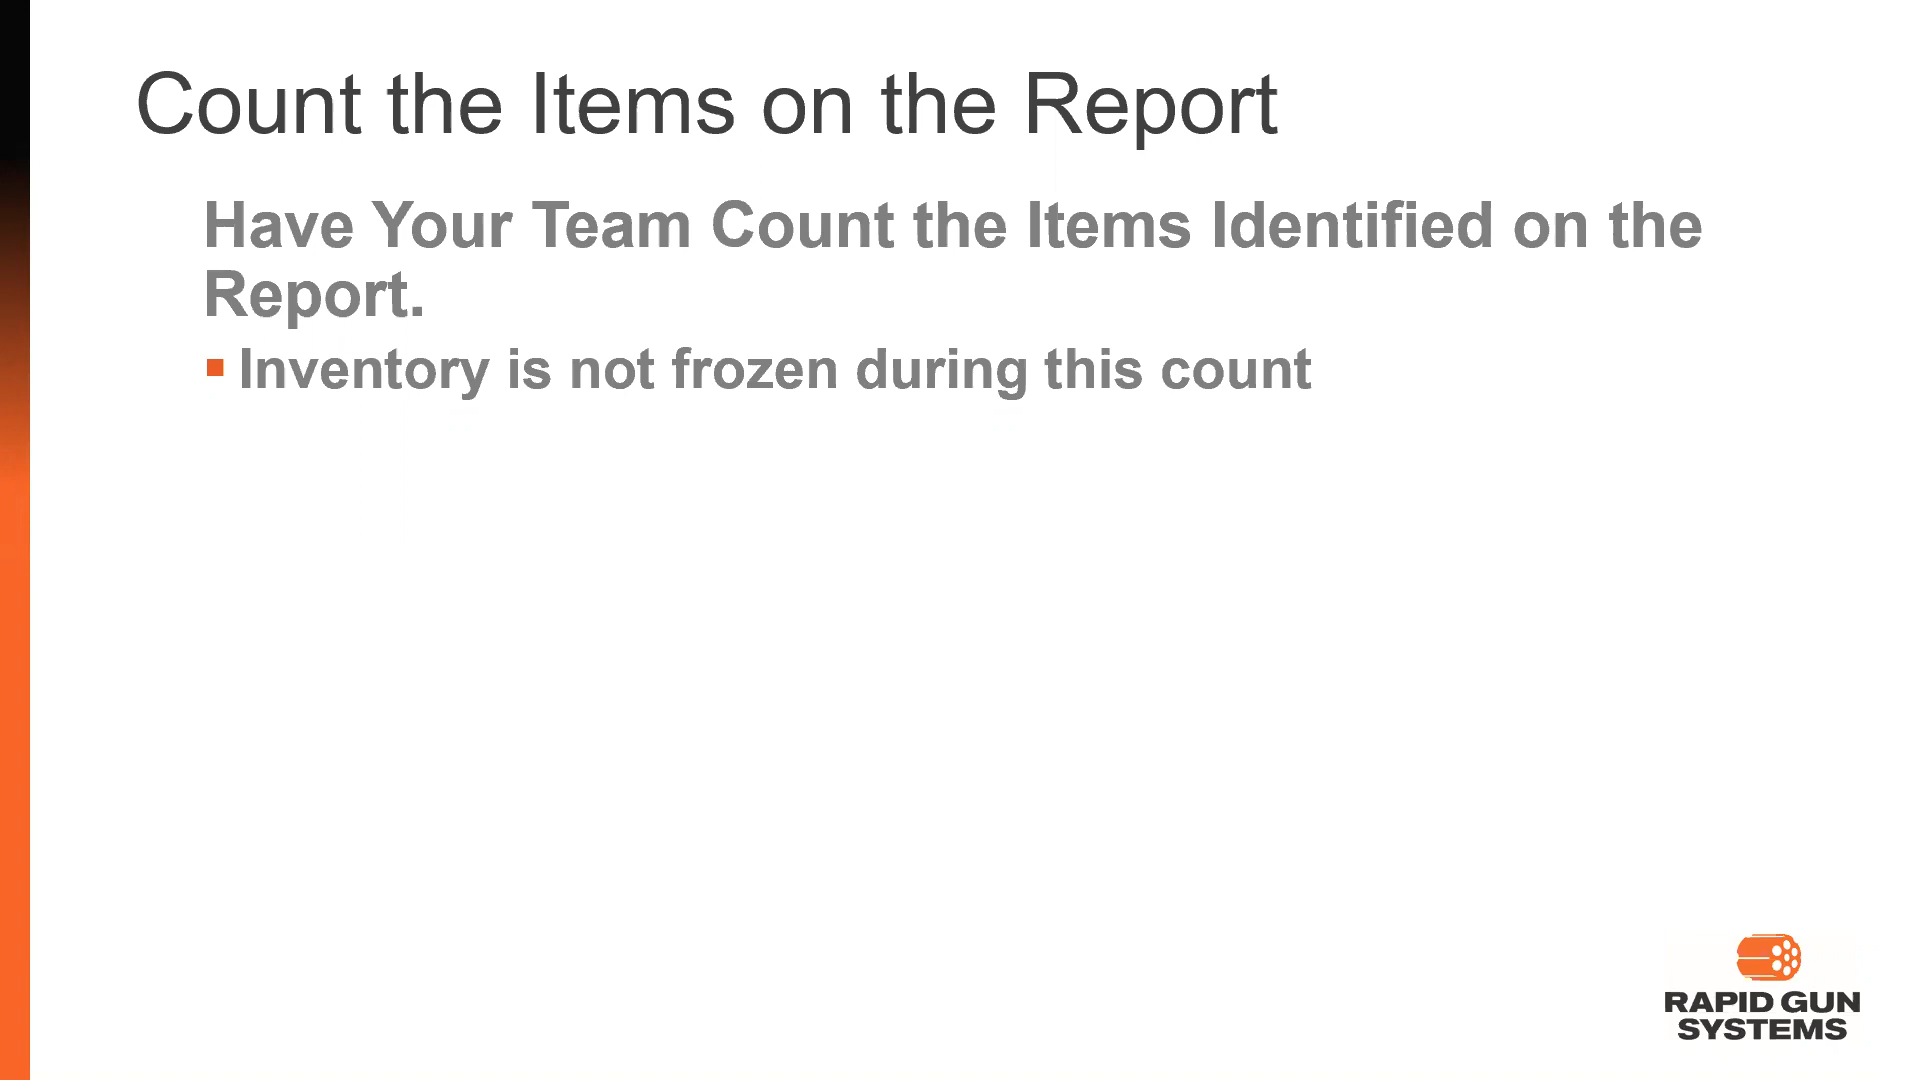 Count the Items on the Report
Have Your Team Count the Items Identified on the
Report.
Inventory is not frozen during this count
RAPID GUN
SYSTEMS